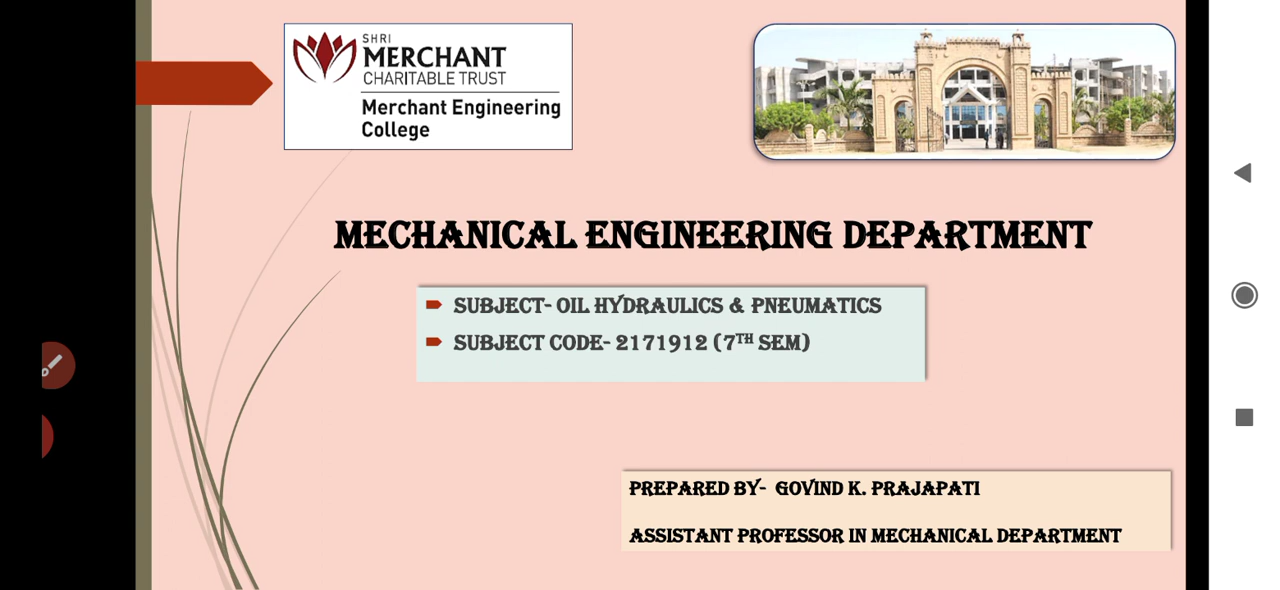 SHRI
MERCHANT
CHARITABLE TRUST
Merchant Engineering
College
MECHANICAL ENGINEERING DEPARTMENT
SUBJECT- OIL HYDRAULICS & PNEUMATICS
SUBJECT CODE- 2171912 (7TH SEM)
PREPARED BY- GOVIND K. PRAJAPATI
ASSISTANT PROFESSOR IN MECHANICAL DEPARTMENT